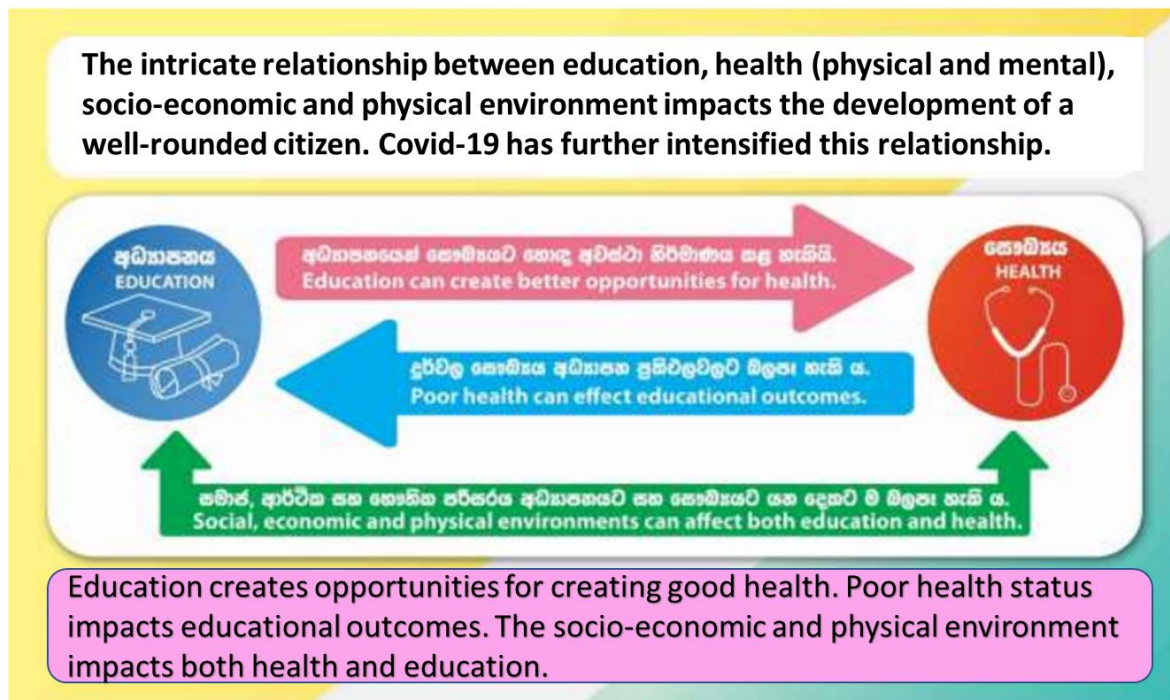 The intricate relationship between education, health (physical and mental),
socio-economic and physical environment impacts the development of a
well-rounded citizen. Covid-19 has further intensified this relationship.
අධ්‍යාපනය
EDUCATION
අධ්‍යාපනයෙන් සෞඛ්‍යයට හොඳ අවස්ථා නිර්මාණය කළ හැකියි.
Education can create better opportunities for health.
සෞඛ්‍යය
HEALTH
දුර්වල සෞඛ්‍යය අධ්‍යාපන ප්‍රතිඵලවලට බලපෑ හැකි ය.
Poor health can effect educational outcomes.
සමාජ, ආර්ථික සහ භෞතික පරිසරය අධ්‍යාපනයට සහ සෞඛ්‍යයට යන දෙකට ම බලපෑ හැකි ය.
Social, economic and physical environments can affect both education and health.
Education creates opportunities for creating good health. Poor health status
impacts educational outcomes. The socio-economic and physical environment
impacts both health and education.